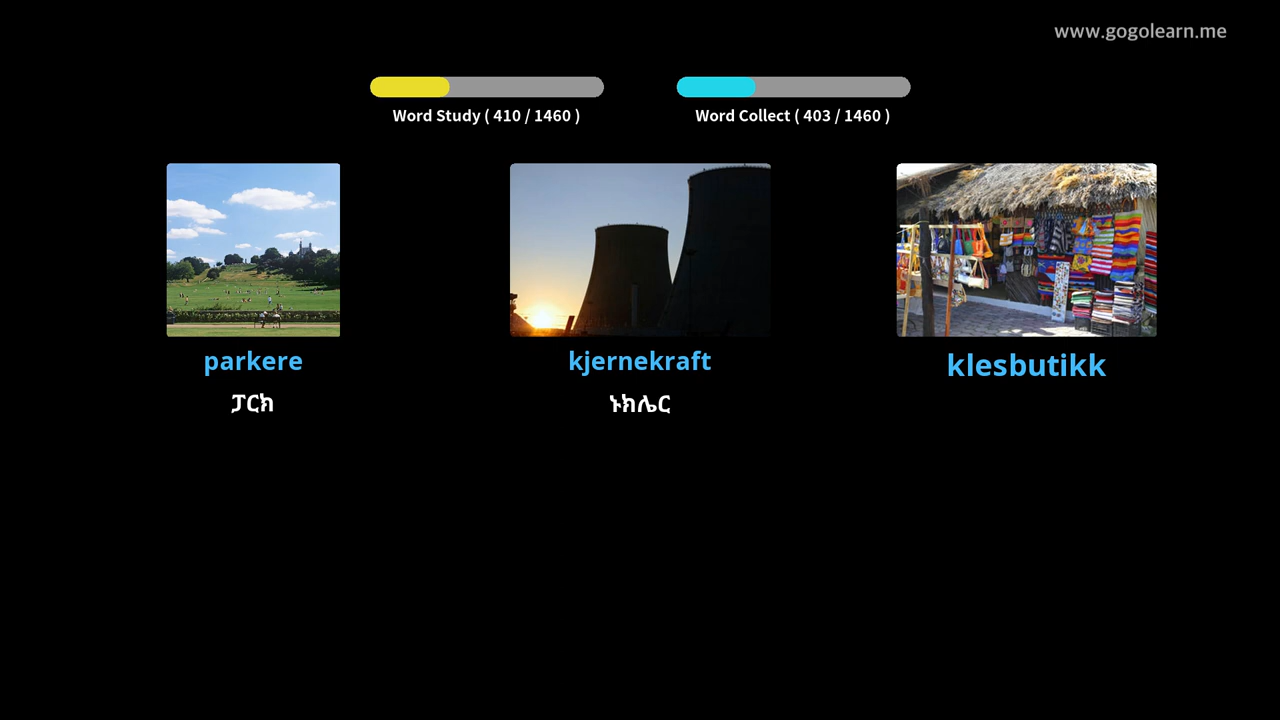 www.gogolearn.me
Word Study ( 410 / 1460 )
Word Collect ( 403 / 1460 )
parkere
kjernekraft
klesbutikk
ፓርክ
ኑክሌር